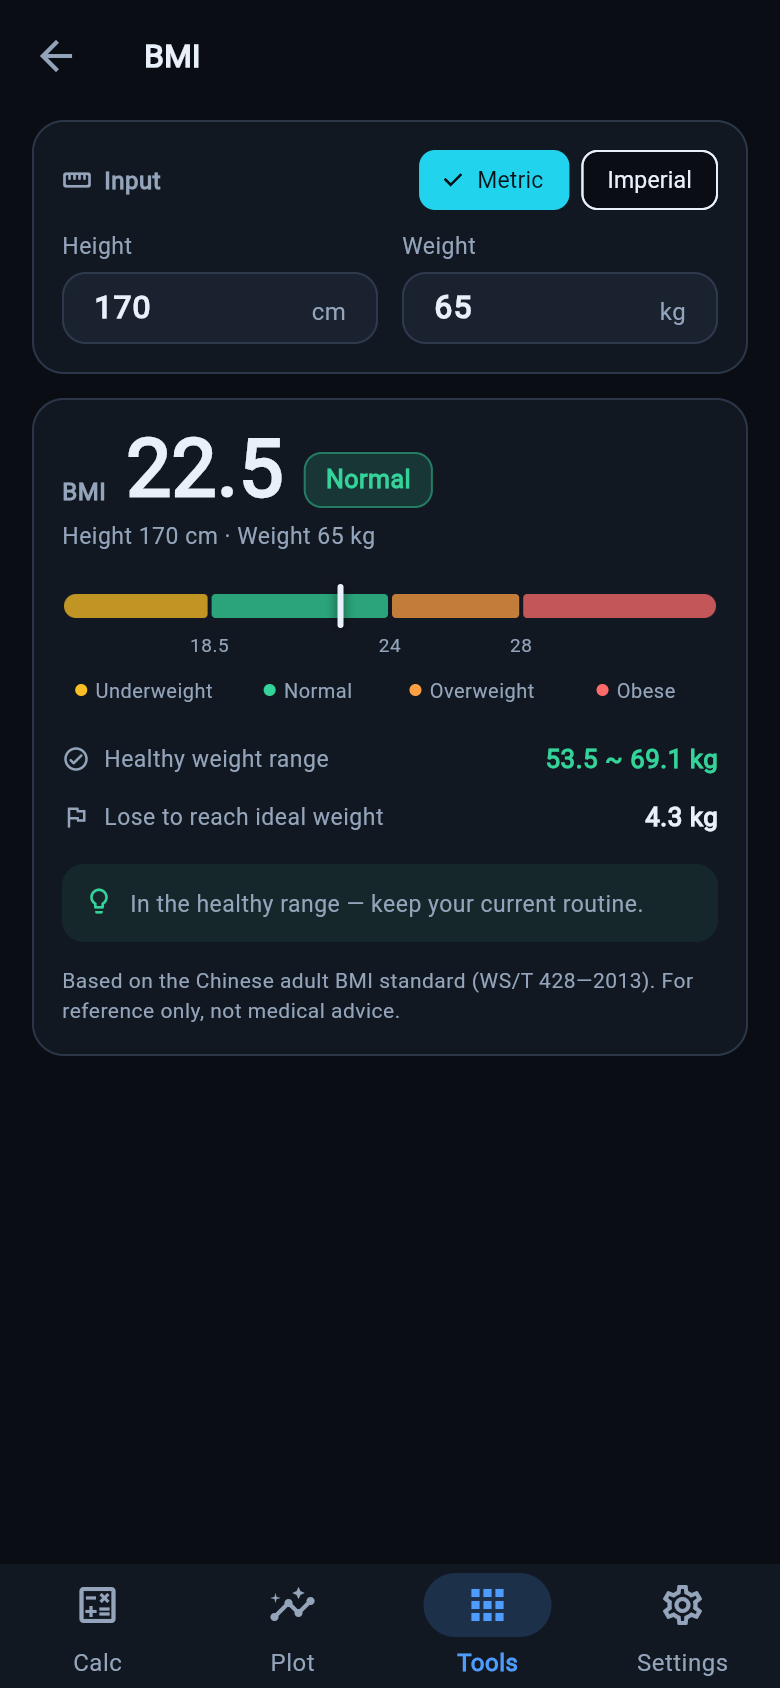 BMI
Input
Metric
Imperial
Height
Weight
170 cm
65 kg
BMI 22.5 Normal
Height 170 cm · Weight 65 kg
18.5 24 28
Underweight Normal Overweight Obese
Healthy weight range 53.5 ~ 69.1 kg
Lose to reach ideal weight 4.3 kg
In the healthy range — keep your current routine.
Based on the Chinese adult BMI standard (WS/T 428—2013). For
reference only, not medical advice.
Calc Plot Tools Settings